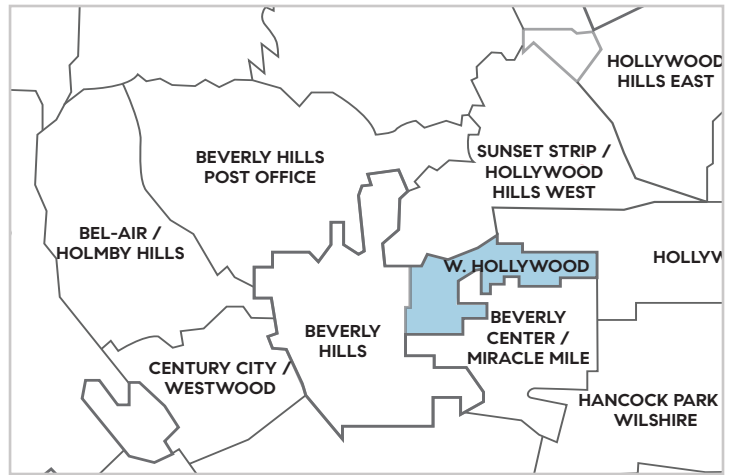 HOLLYWOOD
HILLS EAST
SUNSET STRIP /
HOLLYWOOD
HILLS WEST
BEVERLY HILLS
POST OFFICE
BEL-AIR /
HOLMBY HILLS
W. HOLLYWOOD
HOLLYW
BEVERLY
CENTER /
MIRACLE MILE
BEVERLY
HILLS
CENTURY CITY /
WESTWOOD
HANCOCK PARK
WILSHIRE